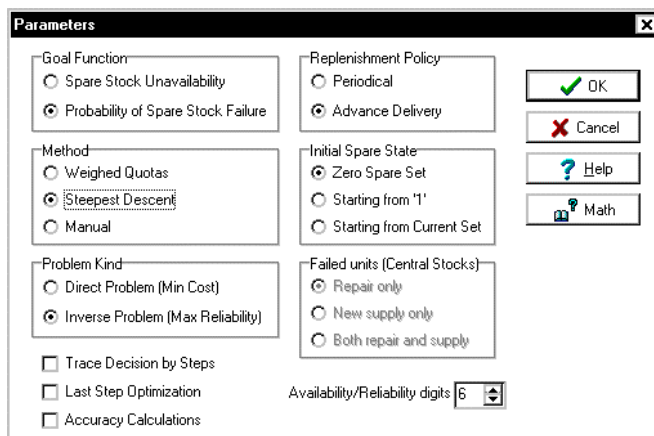 Parameters
Goal Function
Spare Stock Unavailability
Probability of Spare Stock Failure
Replenishment Policy
Periodical
Advance Delivery
Method
Weighed Quotas
Steepest Descent
Manual
Initial Spare State
Zero Spare Set
Starting from '1'
Starting from Current Set
Problem Kind
Direct Problem (Min Cost)
Inverse Problem (Max Reliability)
Failed units (Central Stocks)
Repair only
New supply only
Both repair and supply
Trace Decision by Steps
Last Step Optimization
Accuracy Calculations
Availability/Reliability digits 6
OK
Cancel
Help
Math